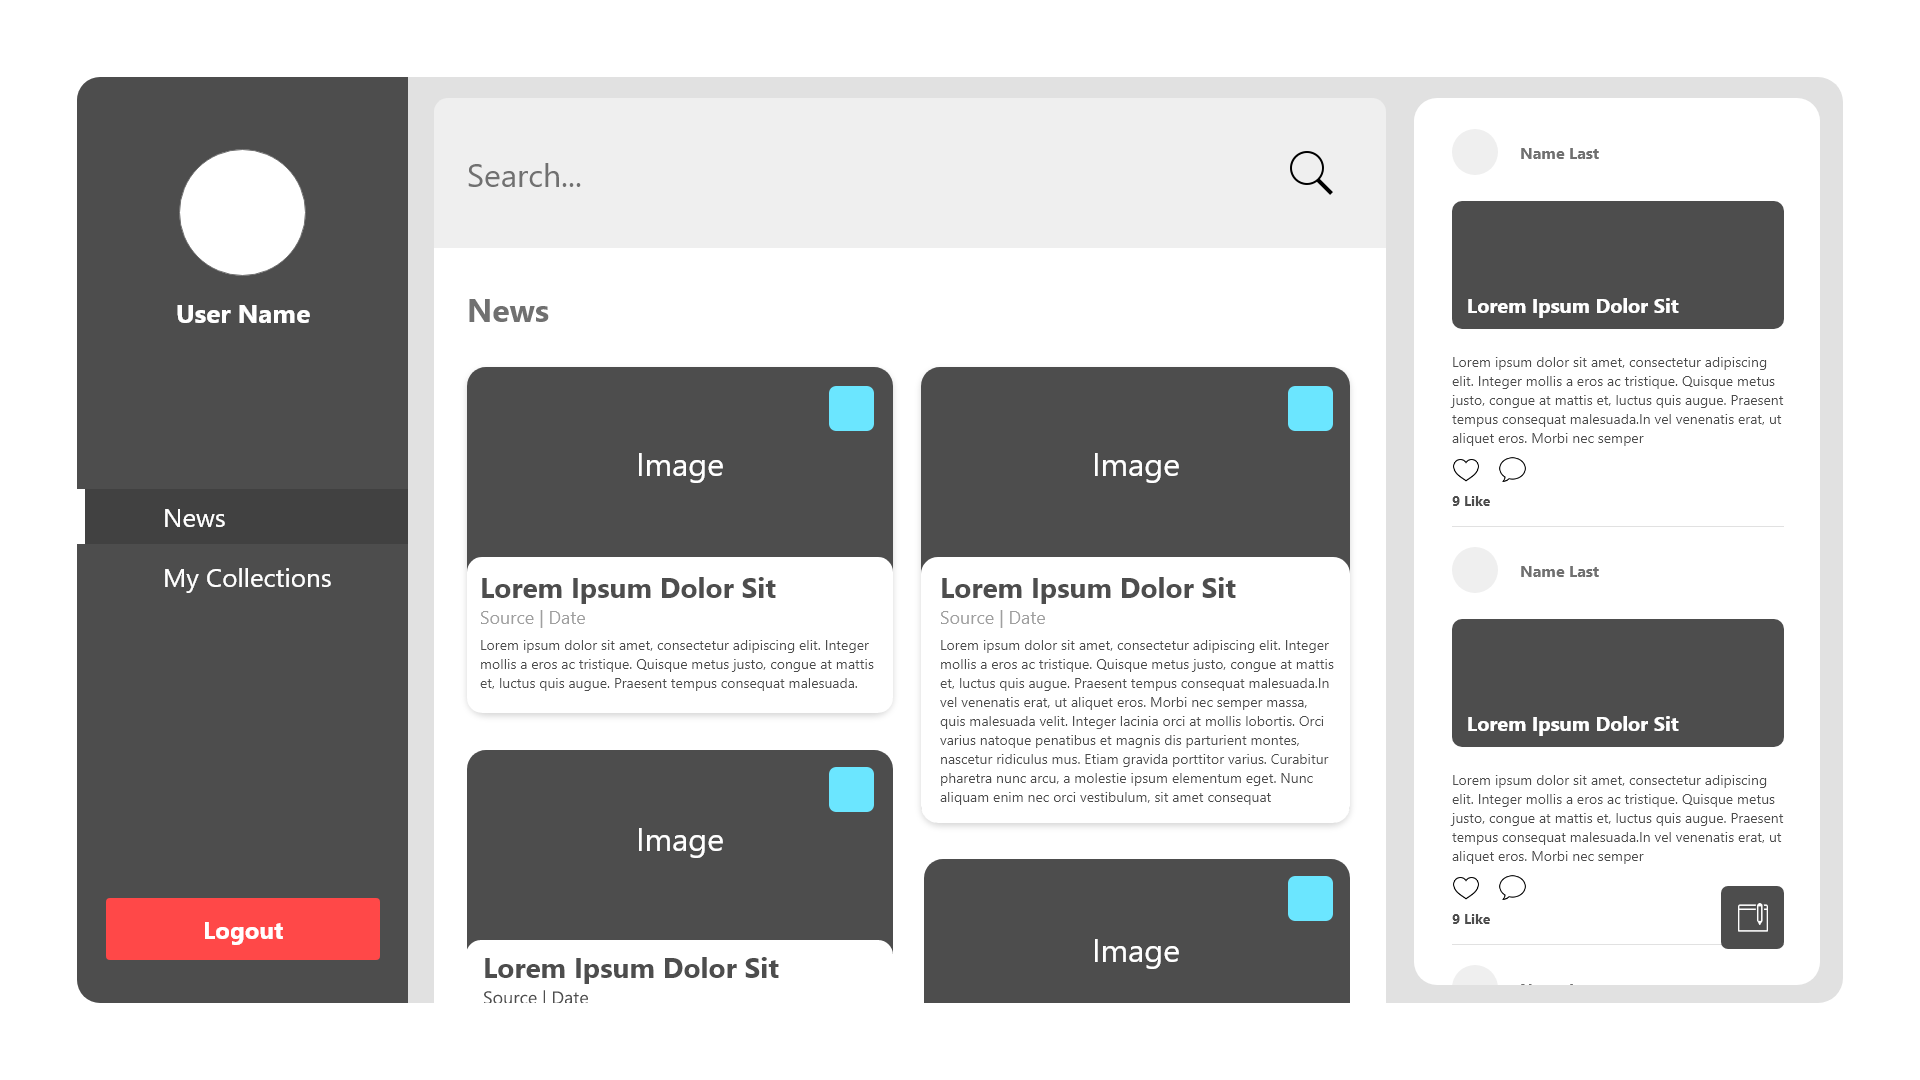 User Name
News
My Collections
Logout
Search...
News
Image
Lorem Ipsum Dolor Sit
Source | Date
Lorem ipsum dolor sit amet, consectetur adipiscing elit. Integer
mollis a eros ac tristique. Quisque metus justo, congue at mattis
et, luctus quis augue. Praesent tempus consequat malesuada.
Image
Lorem Ipsum Dolor Sit
Source | Date
Image
Lorem Ipsum Dolor Sit
Source | Date
Lorem ipsum dolor sit amet, consectetur adipiscing elit. Integer
mollis a eros ac tristique. Quisque metus justo, congue at mattis
et, luctus quis augue. Praesent tempus consequat malesuada.In
vel venenatis erat, ut aliquet eros. Morbi nec semper massa,
quis malesuada velit. Integer lacinia orci at mollis lobortis. Orci
varius natoque penatibus et magnis dis parturient montes,
nascetur ridiculus mus. Etiam gravida porttitor varius. Curabitur
pharetra nunc arcu, a molestie ipsum elementum eget. Nunc
aliquam enim nec orci vestibulum, sit amet consequat
Image
Name Last
Lorem Ipsum Dolor Sit
Lorem ipsum dolor sit amet, consectetur adipiscing
elit. Integer mollis a eros ac tristique. Quisque metus
justo, congue at mattis et, luctus quis augue. Praesent
tempus consequat malesuada.In vel venenatis erat, ut
aliquet eros. Morbi nec semper
9 Like
Name Last
Lorem Ipsum Dolor Sit
Lorem ipsum dolor sit amet, consectetur adipiscing
elit. Integer mollis a eros ac tristique. Quisque metus
justo, congue at mattis et, luctus quis augue. Praesent
tempus consequat malesuada.In vel venenatis erat, ut
aliquet eros. Morbi nec semper
9 Like